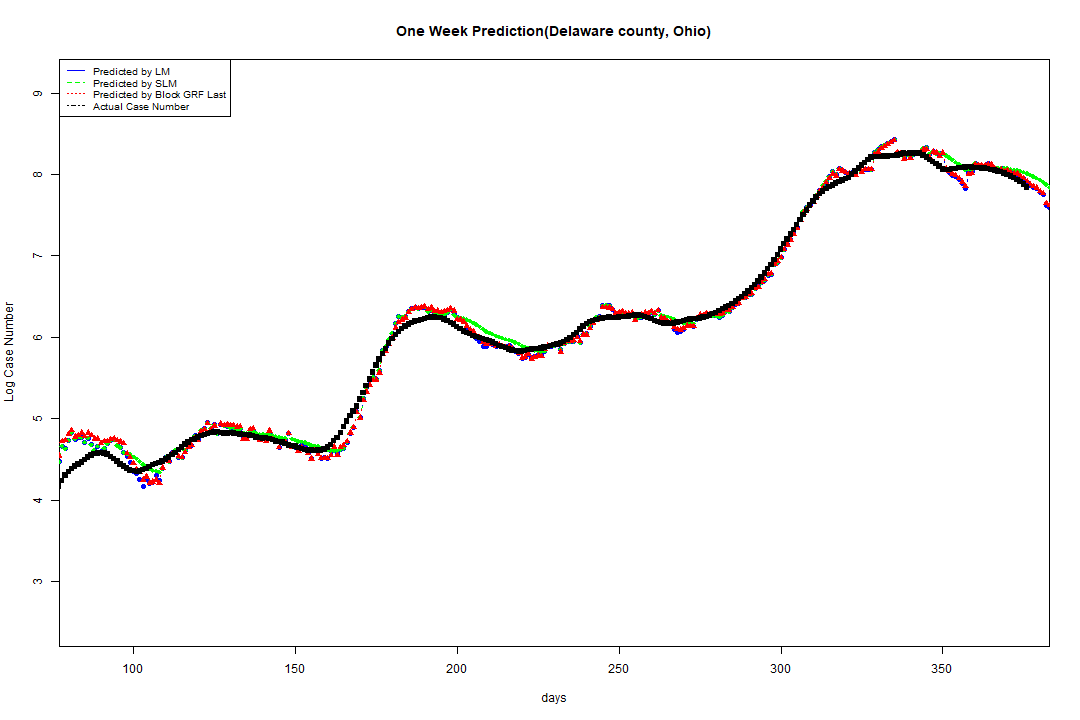 One Week Prediction(Delaware county, Ohio)
Predicted by LM
Predicted by SLM
Predicted by Block GRF Last
Actual Case Number
9
8
7
6
5
4
3
Log Case Number
100 150 200 250 300 350
days